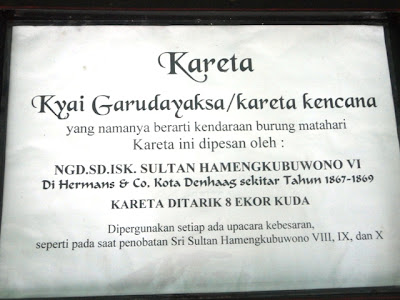 Kareta
Kyai Garudayaksa/kareta kencana
yang namanya berarti kendaraan burung matahari
Kareta ini dipesan oleh :
NGD.SD.ISK. SULTAN HAMENGKUBUWONO VI
Di Hermans & Co. Kota Denhaag sekitar Tahun 1867-1869
KARETA DITARIK 8 EKOR KUDA
Dipergunakan setiap ada upacara kebesaran,
seperti pada saat penobatan Sri Sultan Hamengkubuwono VIII, IX, dan X